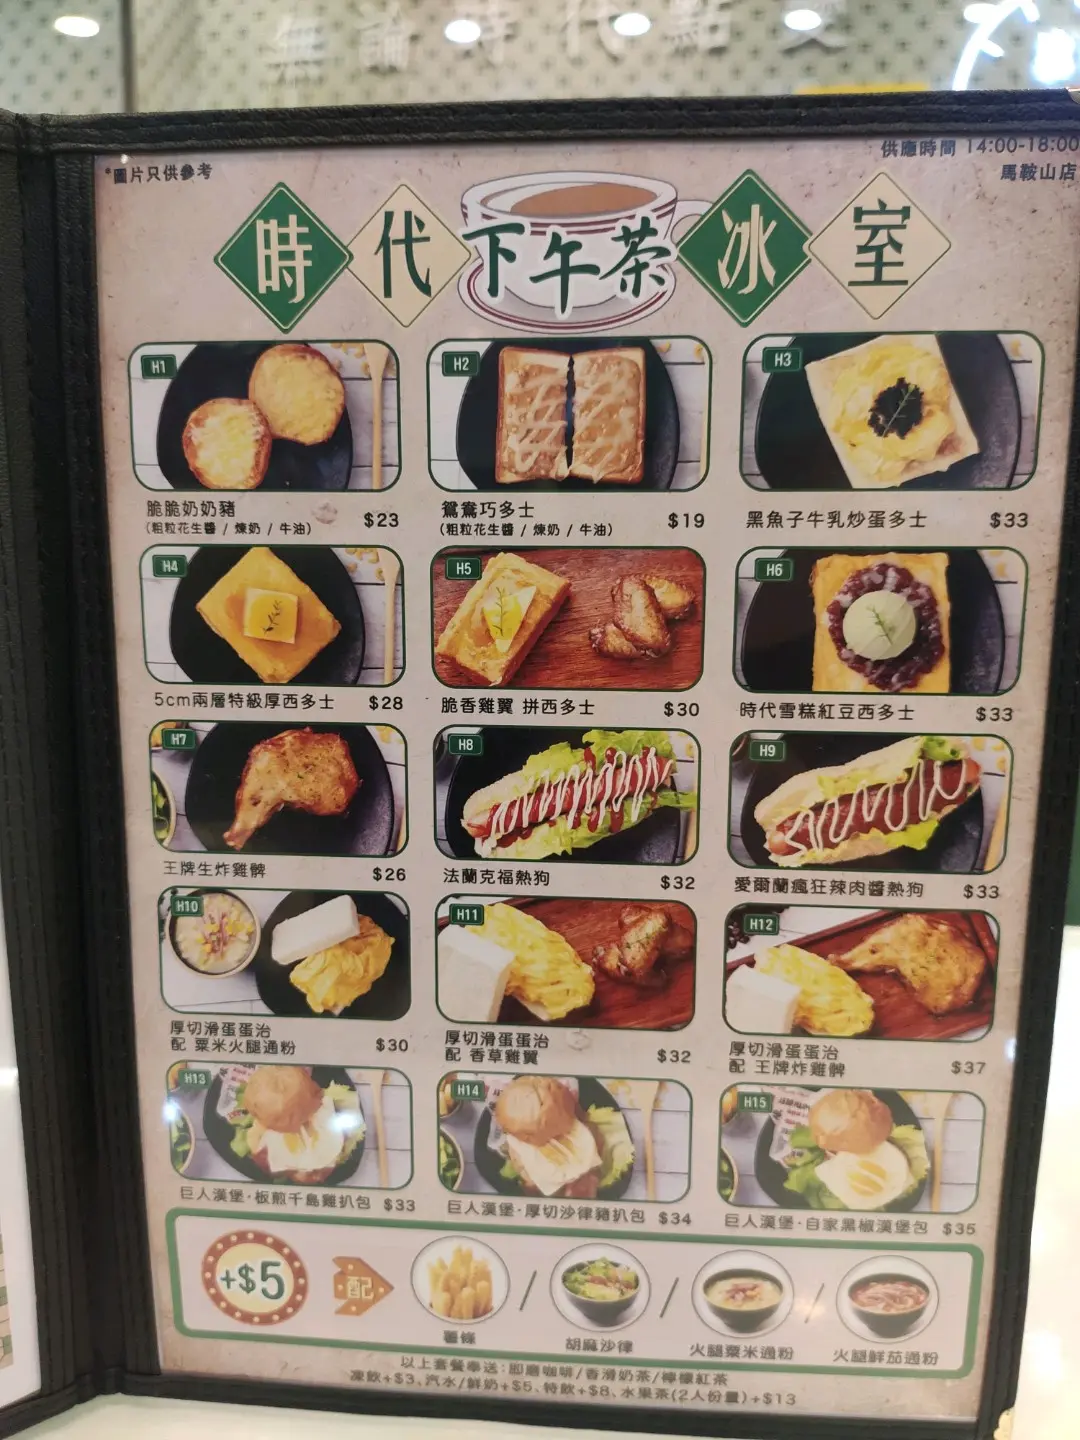 無論時代點變
供應時間 14:00-18:00
*圖片只供參考
馬鞍山店
時代下午茶冰室
H1
H2
H3
脆脆奶奶豬
(粗粒花生醬 / 煉奶 / 牛油)
$23
鴛鴦巧多士
(粗粒花生醬 / 煉奶 / 牛油)
$19
黑魚子牛乳炒蛋多士 $33
H4
H5
H6
5cm兩層特級厚西多士 $28
脆香雞翼 拼西多士 $30
時代雪糕紅豆西多士 $33
H7
H8
H9
王牌生炸雞髀 $26
法蘭克福熱狗 $32
愛爾蘭瘋狂辣肉醬熱狗 $33
H10
H11
H12
厚切滑蛋蛋治
配 粟米火腿通粉 $30
厚切滑蛋蛋治
配 香草雞翼 $32
厚切滑蛋蛋治
配 王牌炸雞髀 $37
H13
H14
H15
巨人漢堡·板煎千島雞扒包 $33
巨人漢堡·厚切沙律豬扒包 $34
巨人漢堡·自家黑椒漢堡包 $35
+$5 配
薯條
胡麻沙律
火腿粟米通粉
火腿鮮茄通粉
以上套餐奉送:即磨咖啡/香滑奶茶/檸檬紅茶
凍飲+$3、汽水/鮮奶+$5、特飲+$8、水果茶(2人份量)+$13